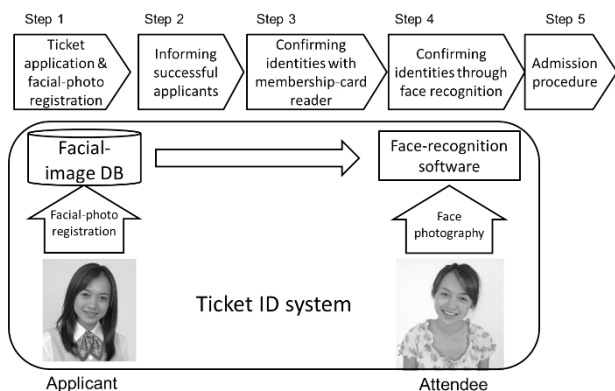 Step 1
Step 2
Step 3
Step 4
Step 5
Ticket
application &
facial-photo
registration
Informing
successful
applicants
Confirming
identities with
membership-card
reader
Confirming
identities through
face recognition
Admission
procedure
Facial-
image DB
Face-recognition
software
Facial-photo
registration
Face
photography
Ticket ID system
Applicant
Attendee